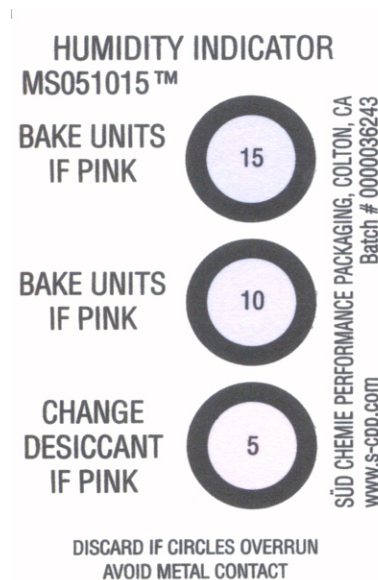 HUMIDITY INDICATOR
MS051015™
BAKE UNITS
IF PINK
15
BAKE UNITS
IF PINK
10
CHANGE
DESICCANT
IF PINK
5
DISCARD IF CIRCLES OVERRUN
AVOID METAL CONTACT
SÜD CHEMIE PERFORMANCE PACKAGING, COLTON, CA
www.s-cpp.com
Batch # 0000036243